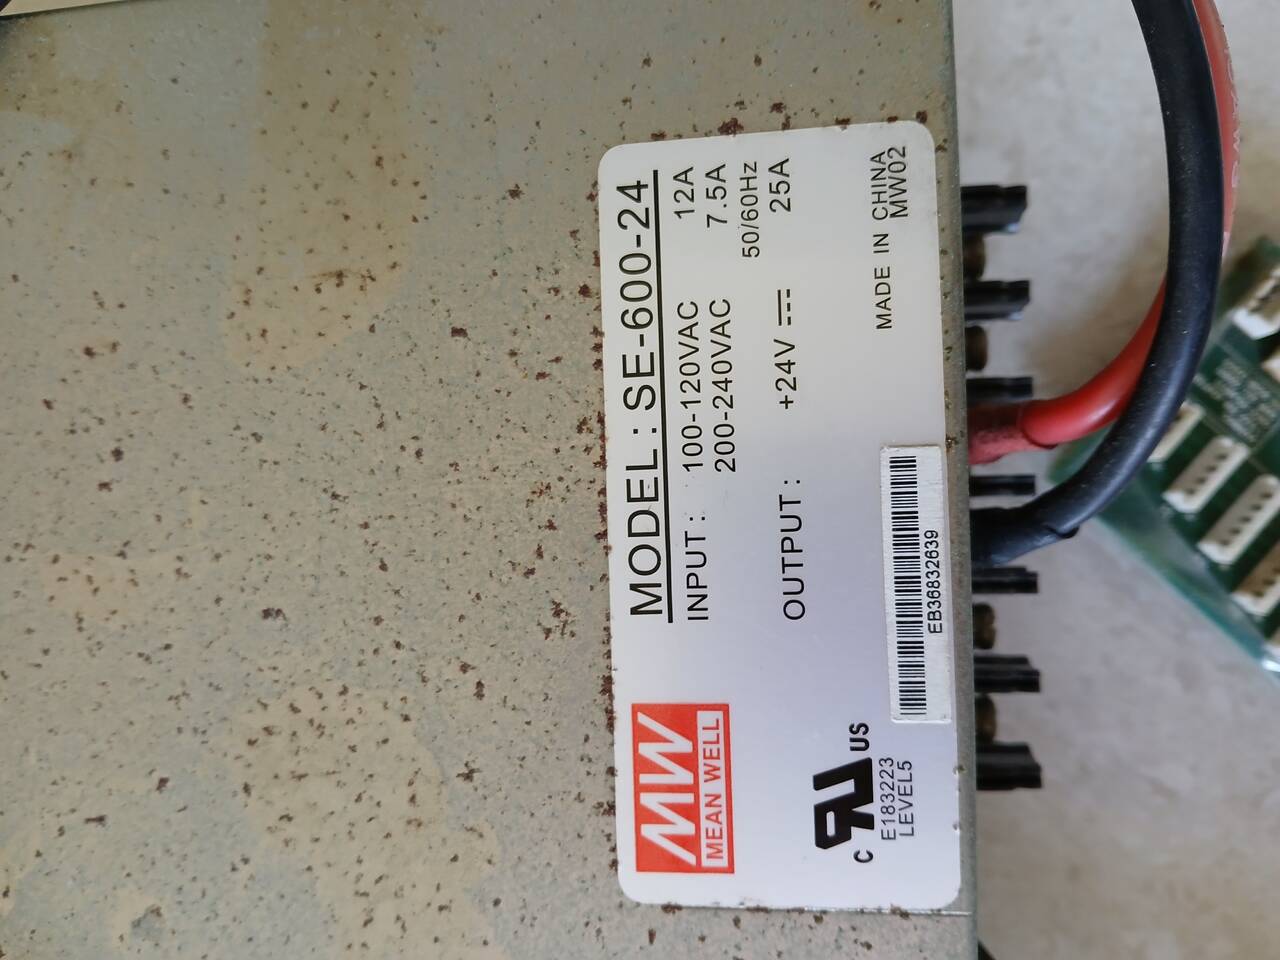 MODEL : SE-600-24
INPUT : 100-120VAC 12A
200-240VAC 7.5A
50/60Hz
OUTPUT : +24V ⎓ 25A
MADE IN CHINA
MW02
EB36832639
MW
MEAN WELL
c RU US
E183223
LEVEL5